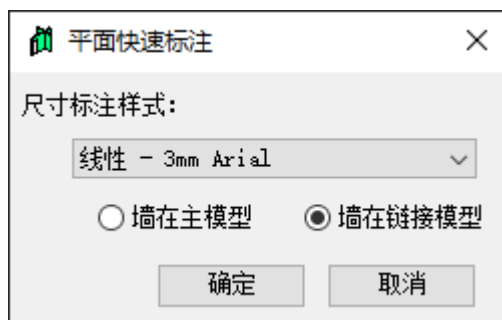 平面快速标注
尺寸标注样式：
线性 - 3mm Arial
墙在主模型 墙在链接模型
确定 取消